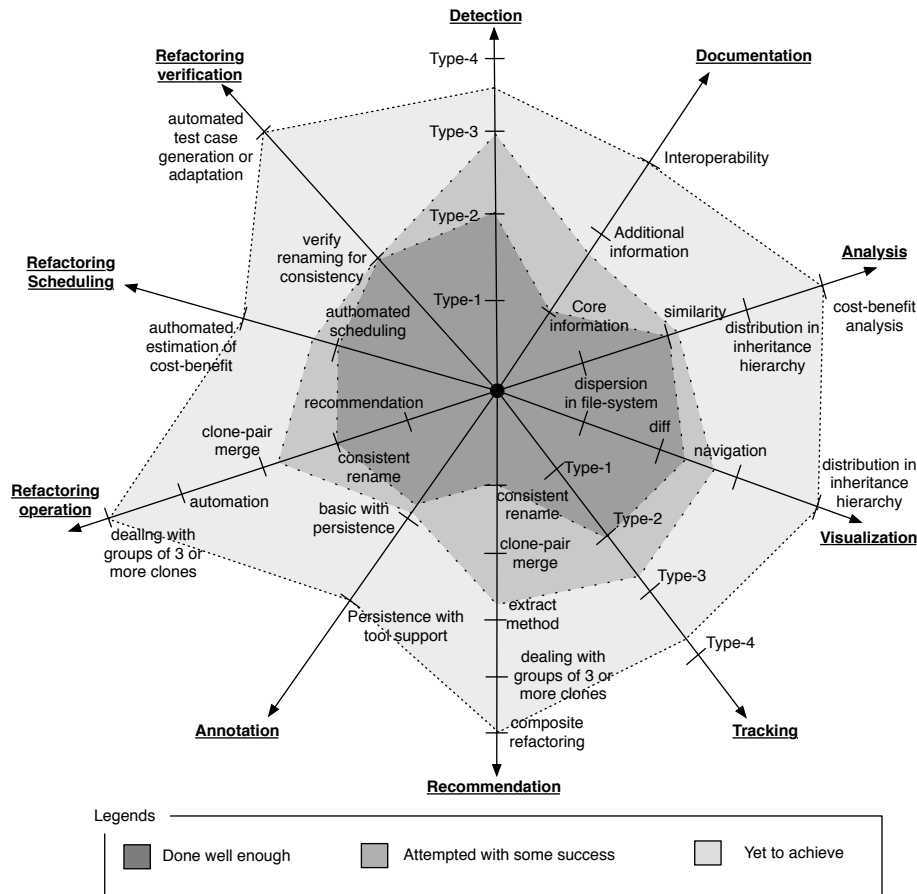 Detection
Type-4
Type-3
Type-2
Type-1
Documentation
Interoperability
Additional
information
Core
information
Analysis
similarity
distribution in
inheritance
hierarchy
cost-benefit
analysis
dispersion
in file-system
Visualization
diff
navigation
distribution in
inheritance
hierarchy
Tracking
Type-1
Type-2
Type-3
Type-4
Recommendation
consistent
rename
clone-pair
merge
extract
method
dealing with
groups of 3 or
more clones
composite
refactoring
Annotation
basic with
persistence
Persistence with
tool support
Refactoring
operation
recommendation
consistent
rename
clone-pair
merge
automation
dealing with
groups of 3 or
more clones
Refactoring
Scheduling
authomated
scheduling
authomated
estimation of
cost-benefit
Refactoring
verification
verify
renaming for
consistency
automated
test case
generation or
adaptation
Legends
Done well enough
Attempted with some success
Yet to achieve